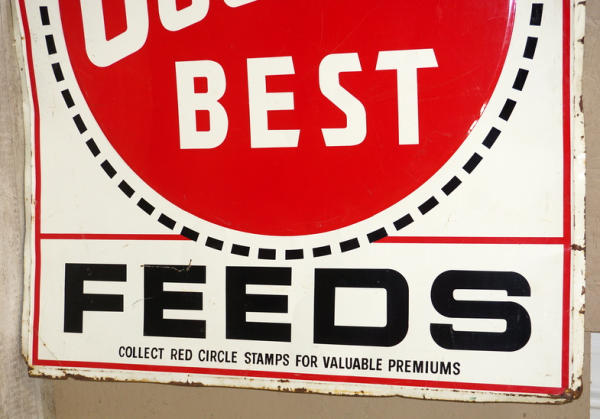 BEST
FEEDS
COLLECT RED CIRCLE STAMPS FOR VALUABLE PREMIUMS